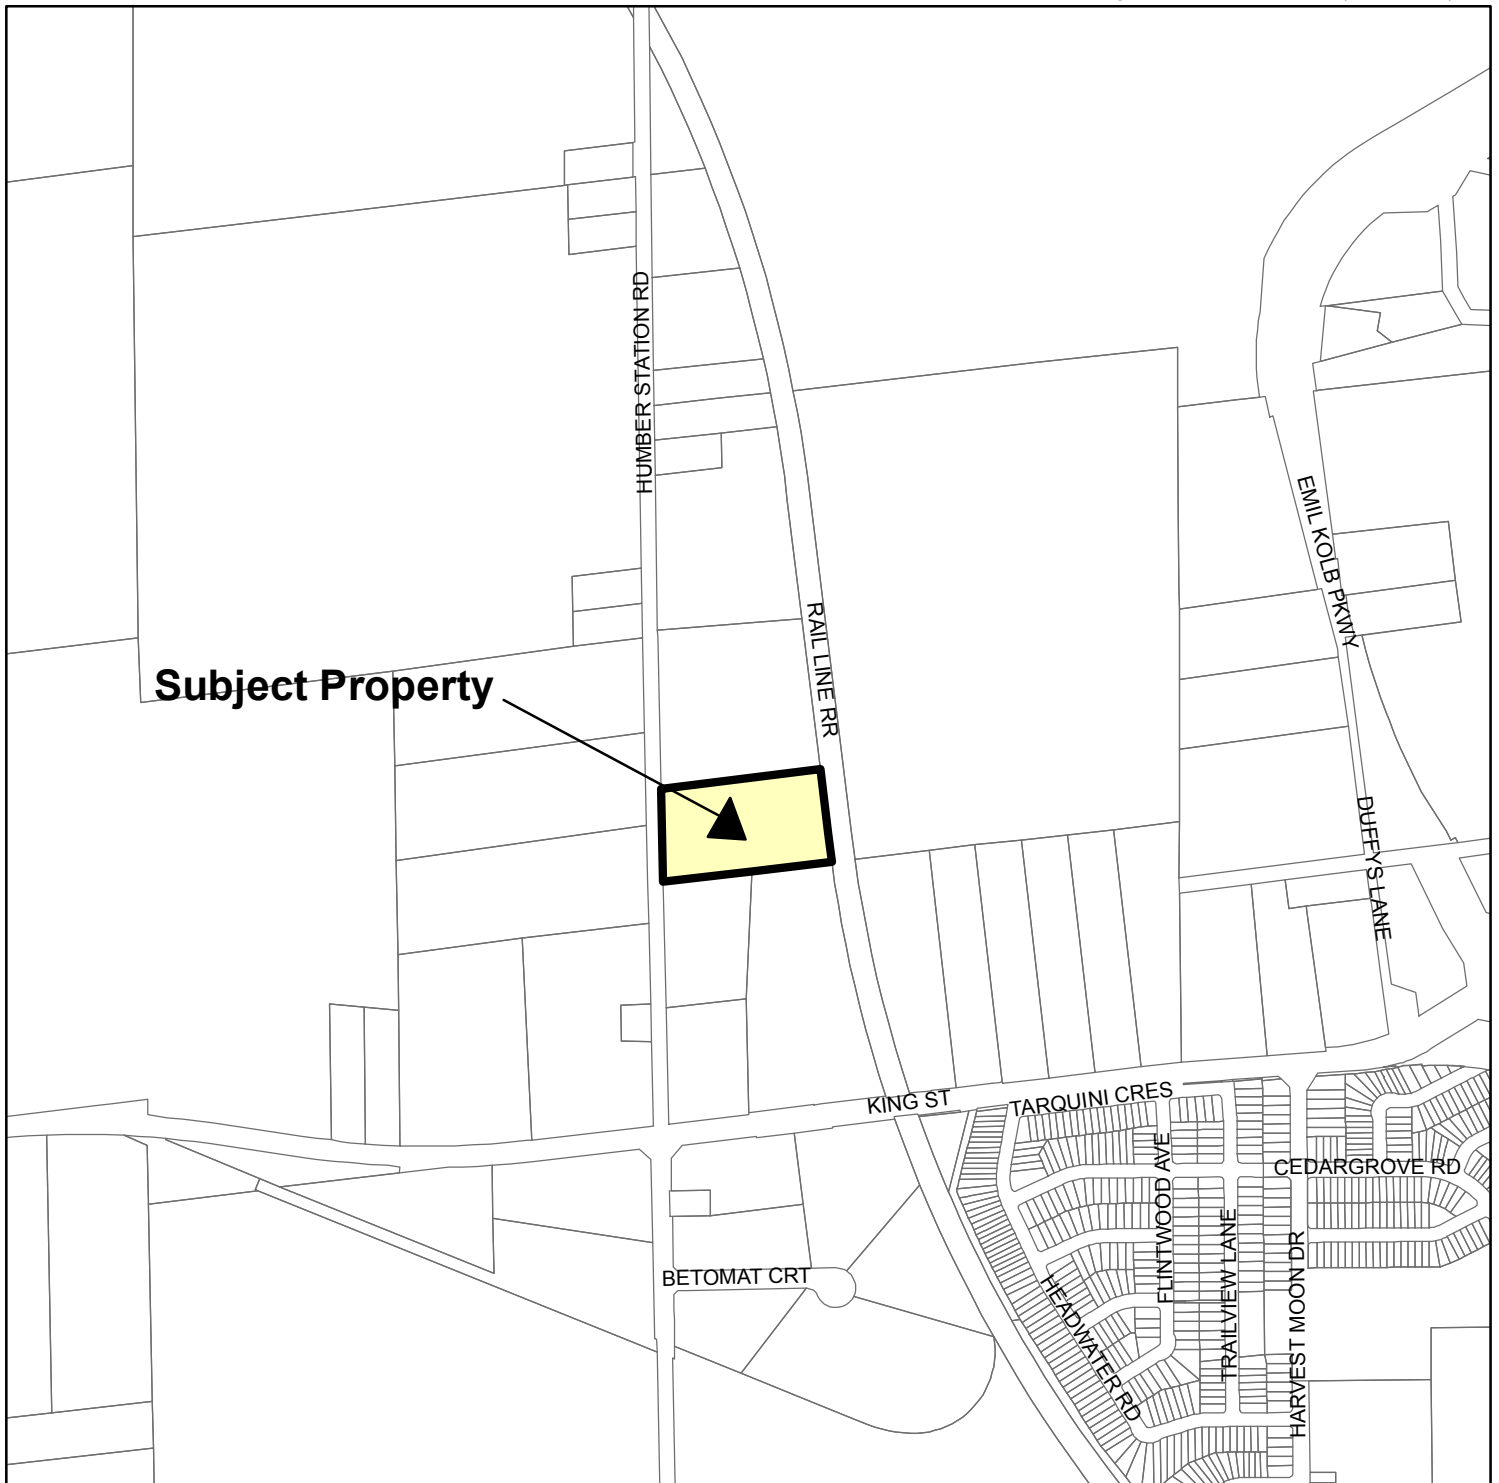 HUMBER STATION RD
EMIL KOLB PKWY
RAIL LINE RR
Subject Property
DUFFYS LANE
KING ST
TARQUINI CRES
CEDARGROVE RD
FLINTWOOD AVE
TRAILVIEW LANE
HARVEST MOON DR
BETOMAT CRT
HEADWATER RD